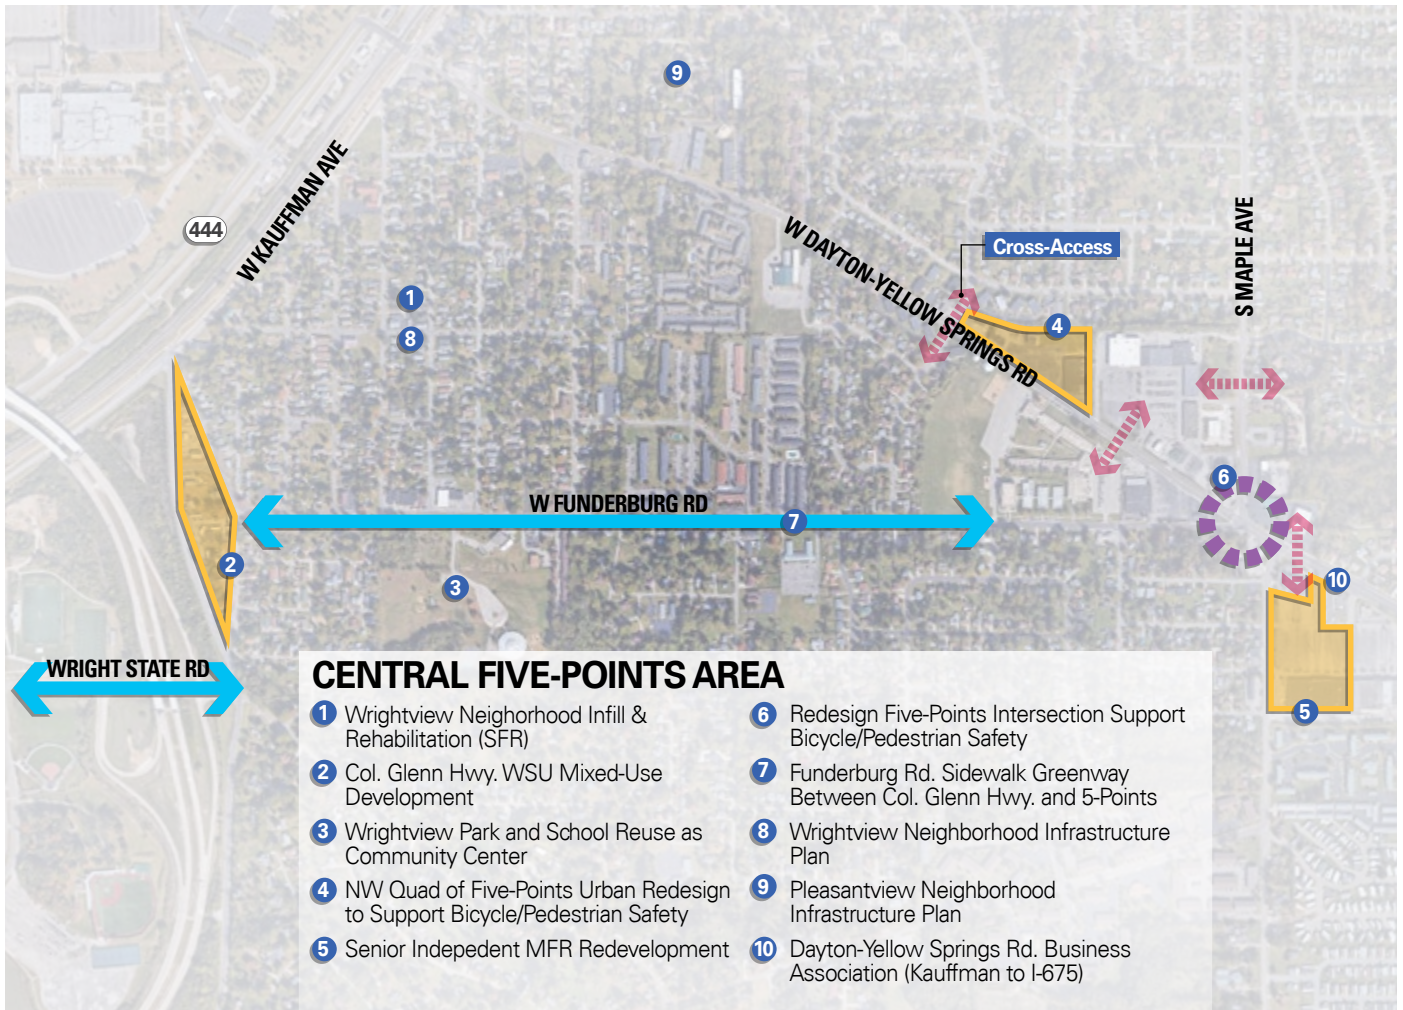 9
W KAUFFMAN AVE
444
W DAYTON-YELLOW SPRINGS RD
Cross-Access
S MAPLE AVE
1
8
4
6
W FUNDERBURG RD
7
2
3
10
5
WRIGHT STATE RD
CENTRAL FIVE-POINTS AREA
1 Wrightview Neighorhood Infill &
Rehabilitation (SFR)
2 Col. Glenn Hwy. WSU Mixed-Use
Development
3 Wrightview Park and School Reuse as
Community Center
4 NW Quad of Five-Points Urban Redesign
to Support Bicycle/Pedestrian Safety
5 Senior Indepedent MFR Redevelopment
6 Redesign Five-Points Intersection Support
Bicycle/Pedestrian Safety
7 Funderburg Rd. Sidewalk Greenway
Between Col. Glenn Hwy. and 5-Points
8 Wrightview Neighborhood Infrastructure
Plan
9 Pleasantview Neighborhood
Infrastructure Plan
10 Dayton-Yellow Springs Rd. Business
Association (Kauffman to I-675)